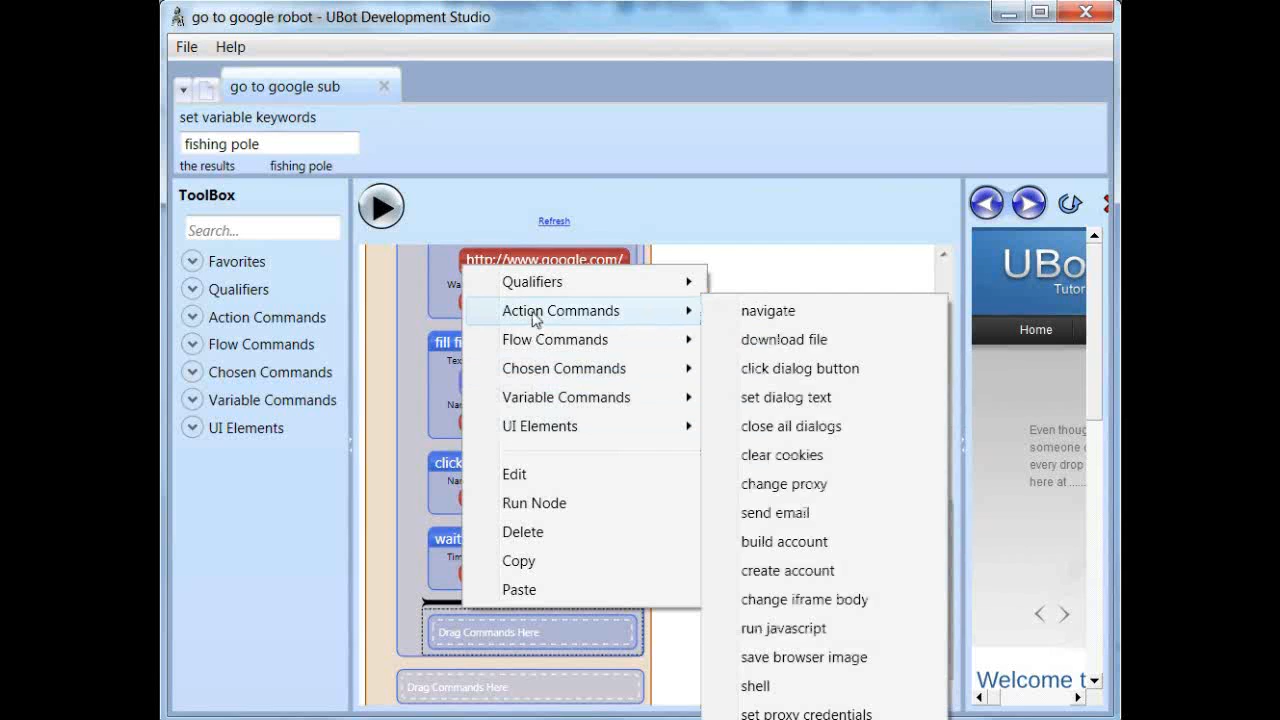 go to google robot - UBot Development Studio
File Help
go to google sub
set variable keywords
fishing pole
the results fishing pole
ToolBox
Search...
Favorites
Qualifiers
Action Commands
Flow Commands
Chosen Commands
Variable Commands
UI Elements
Refresh
http://www.google.com/
Wa
fill fi
Tex
Nar
click
Nar
wait
Tim
Drag Commands Here
Drag Commands Here
Qualifiers
Action Commands
Flow Commands
Chosen Commands
Variable Commands
UI Elements
Edit
Run Node
Delete
Copy
Paste
navigate
download file
click dialog button
set dialog text
close all dialogs
clear cookies
change proxy
send email
build account
create account
change iframe body
run javascript
save browser image
shell
set proxy credentials
UBo
Tutor
Home
Even thoug
someone o
every drop
here at ......
Welcome t